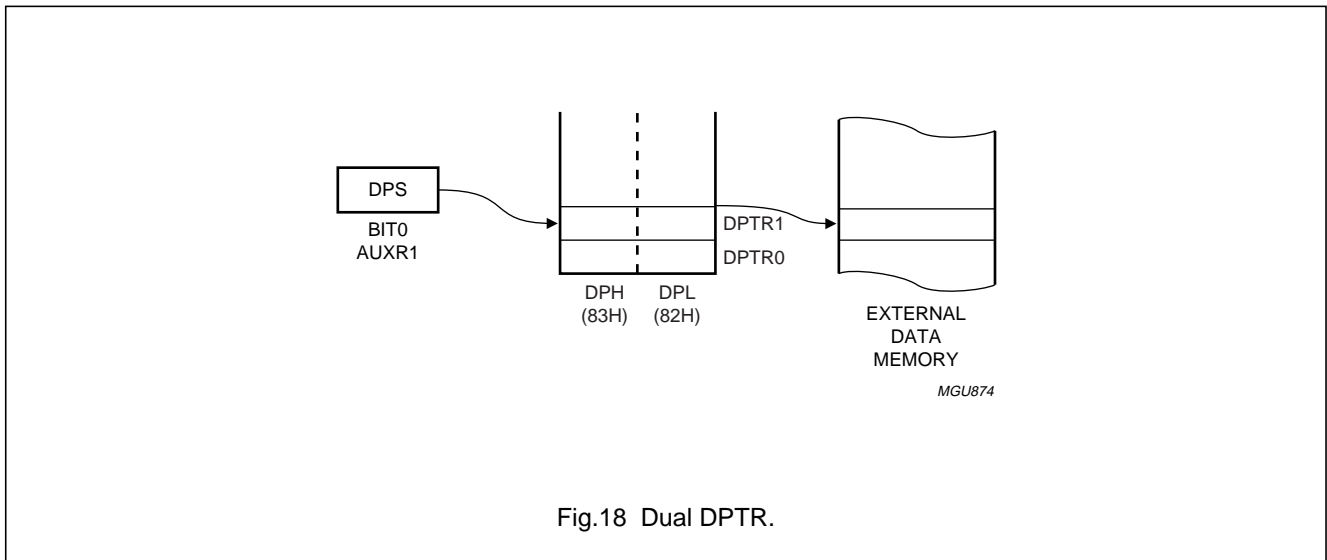 DPS
BIT0
AUXR1
DPTR1
DPTR0
DPH
(83H)
DPL
(82H)
EXTERNAL
DATA
MEMORY
MGU874
Fig.18 Dual DPTR.